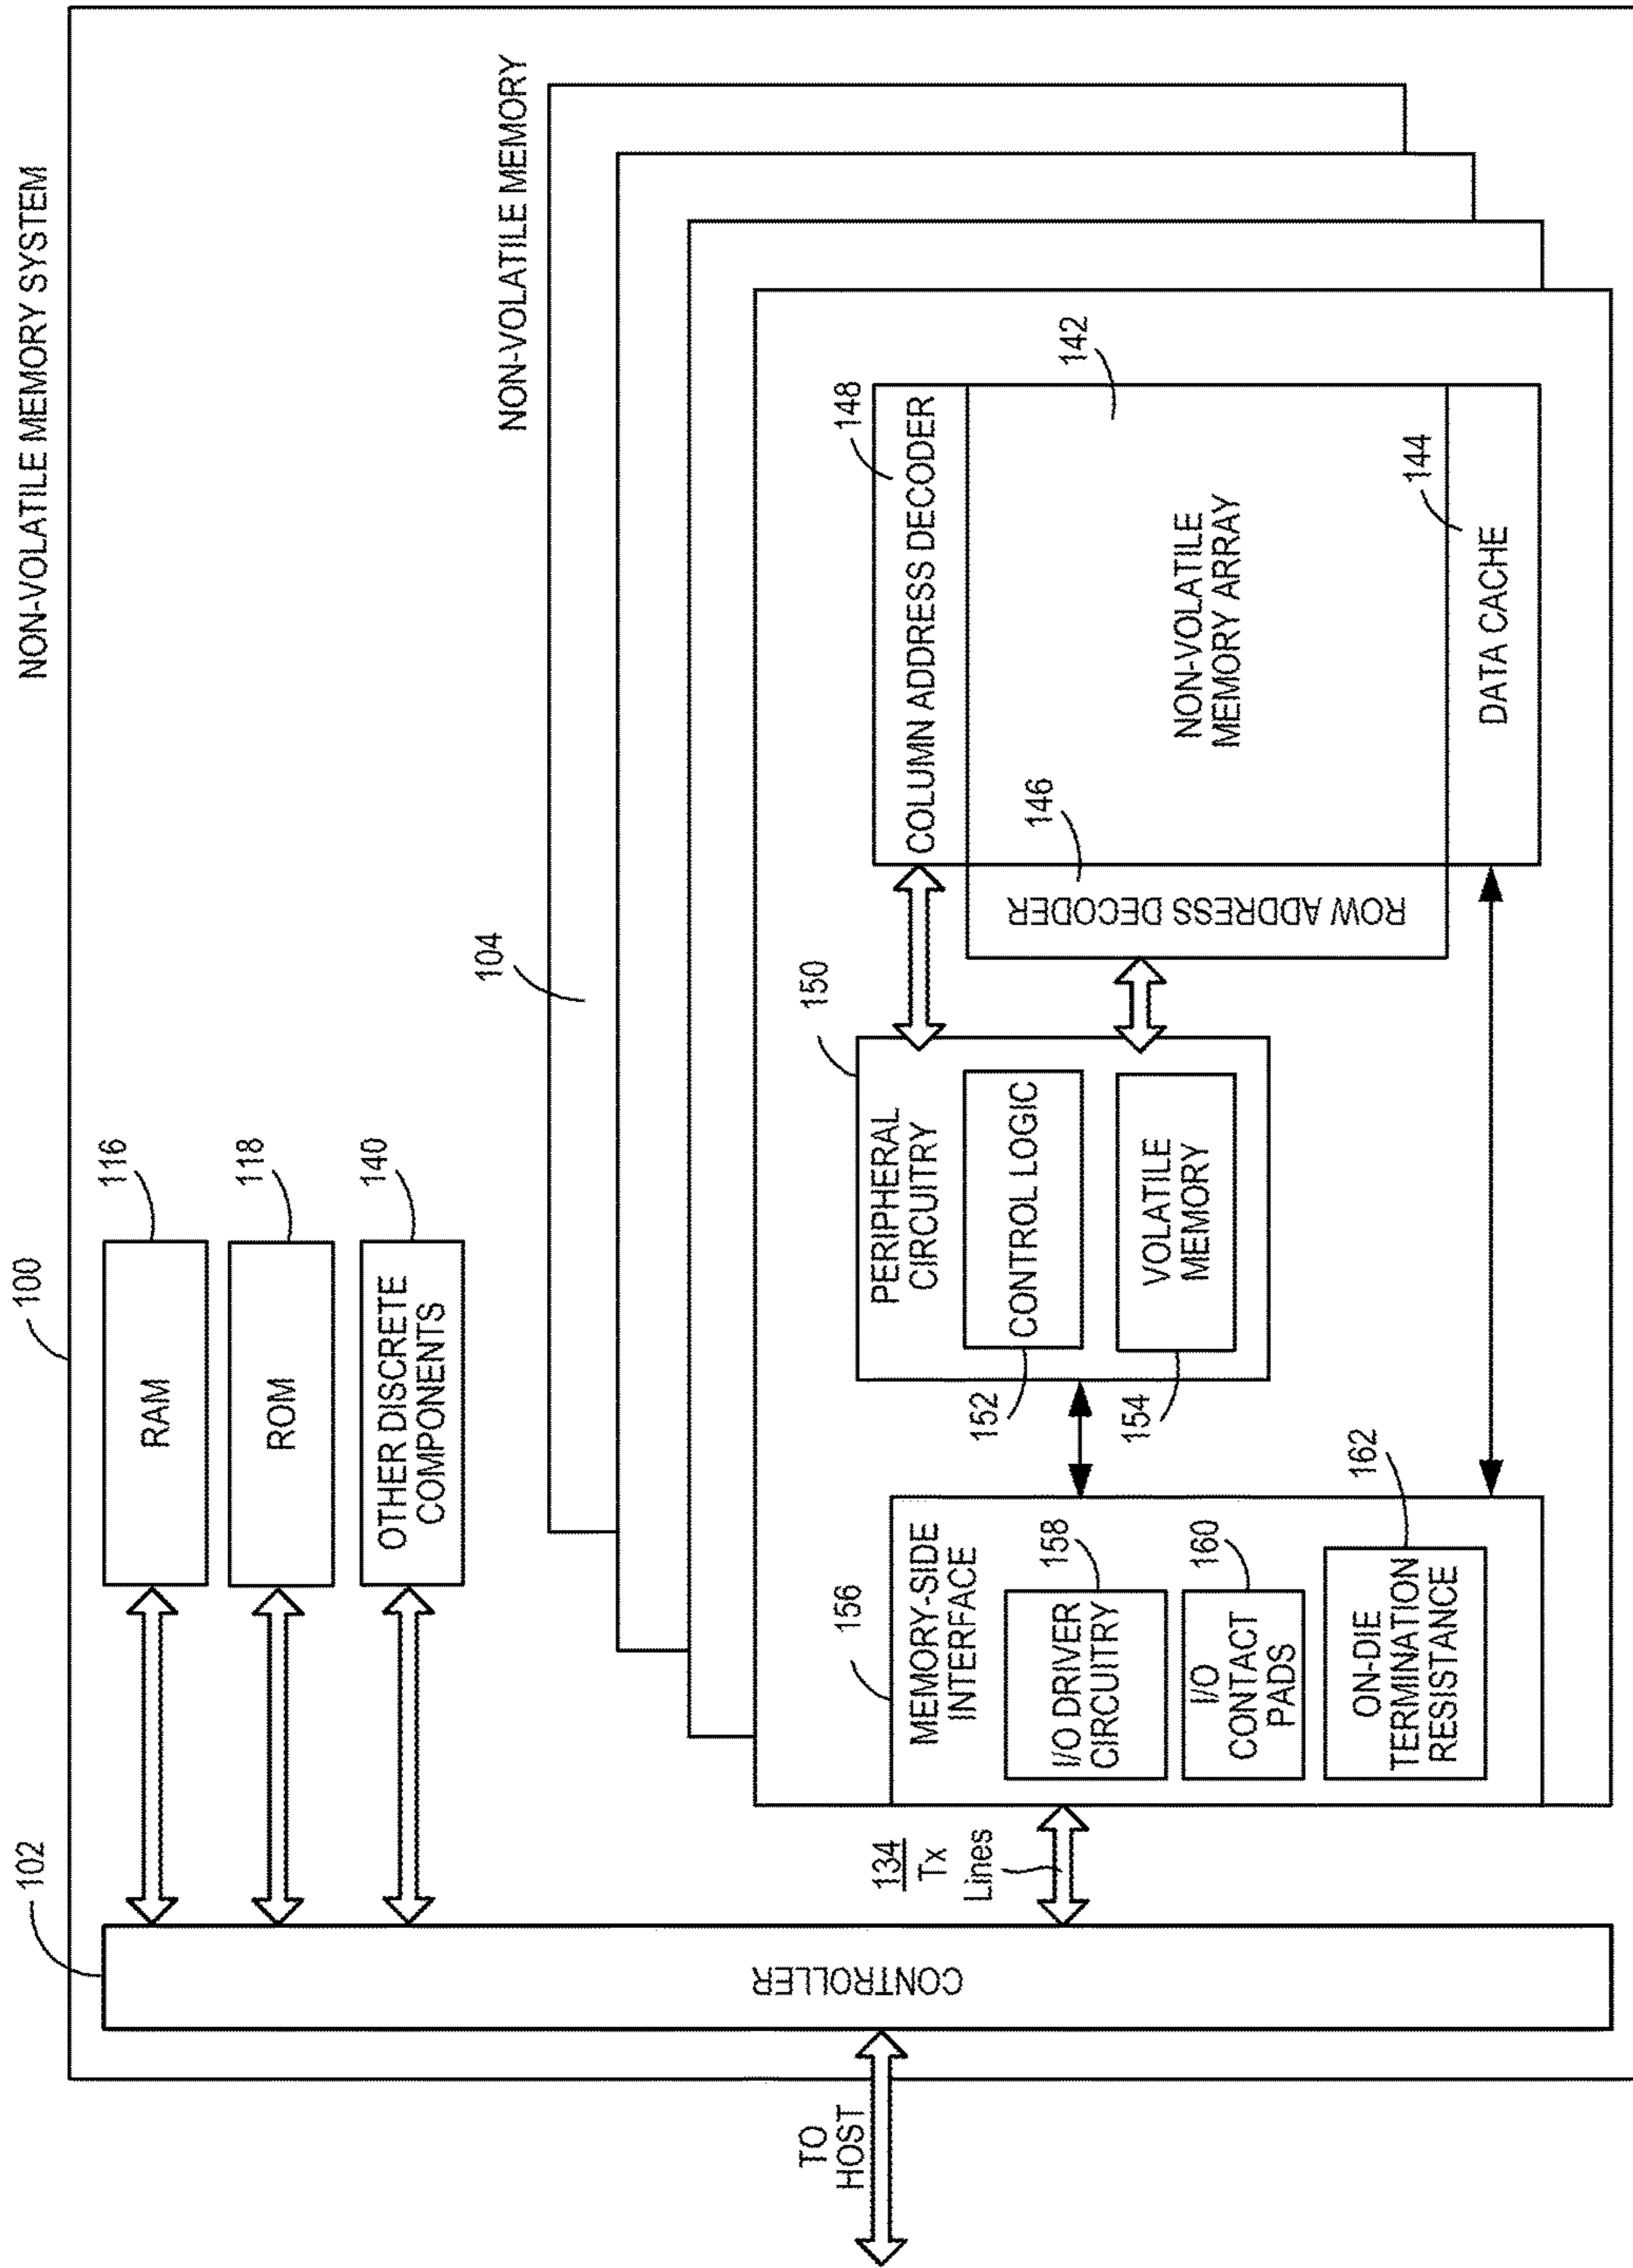 NON-VOLATILE MEMORY SYSTEM
100
102
TO
HOST
CONTROLLER
RAM
116
ROM
118
OTHER DISCRETE
COMPONENTS
140
NON-VOLATILE MEMORY
104
134
Tx
Lines
156
MEMORY-SIDE
INTERFACE
I/O DRIVER
CIRCUITRY
158
I/O
CONTACT
PADS
160
ON-DIE
TERMINATION
RESISTANCE
162
150
PERIPHERAL
CIRCUITRY
CONTROL LOGIC
152
VOLATILE
MEMORY
154
COLUMN ADDRESS DECODER
148
ROW ADDRESS DECODER
146
NON-VOLATILE
MEMORY ARRAY
142
DATA CACHE
144